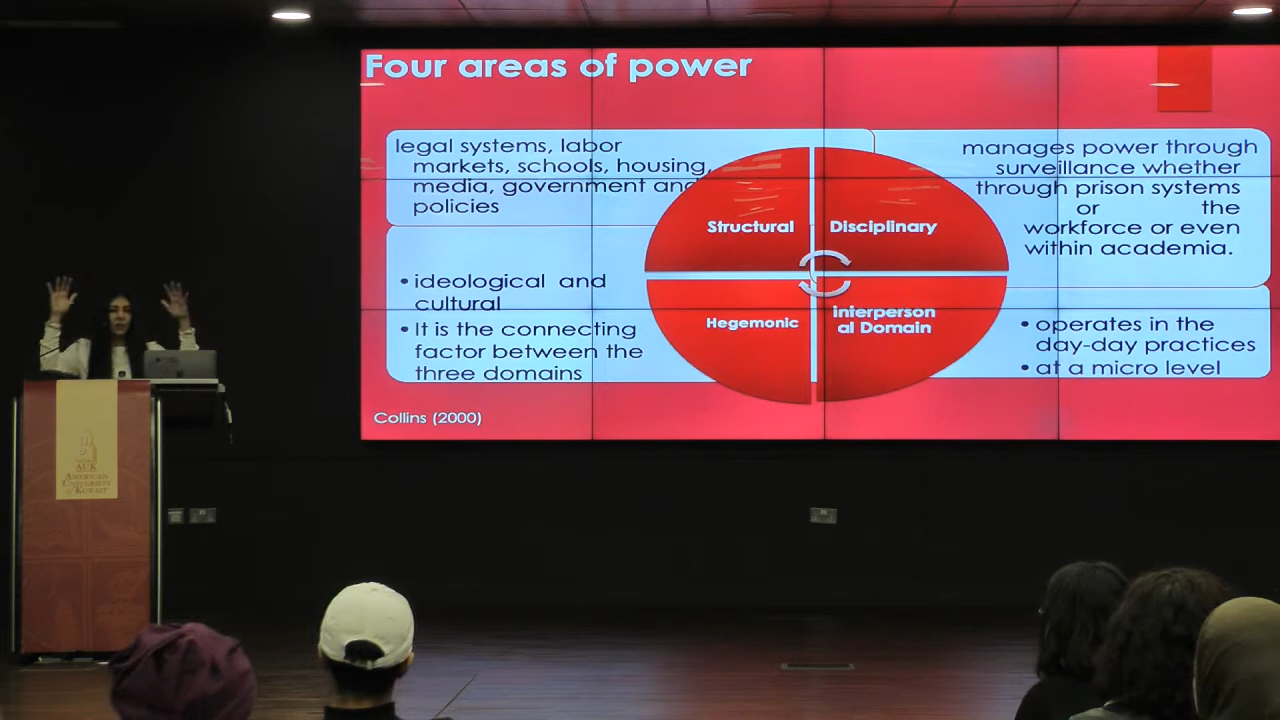 Four areas of power
legal systems, labor
markets, schools, housing,
media, government and
policies
manages power through
surveillance whether
through prison systems
or the
workforce or even
within academia.
Structural
Disciplinary
• ideological and
cultural
• It is the connecting
factor between the
three domains
Hegemonic
interperson
al Domain
• operates in the
day-day practices
• at a micro level
Collins (2000)
AUK
American
University
of Kuwait